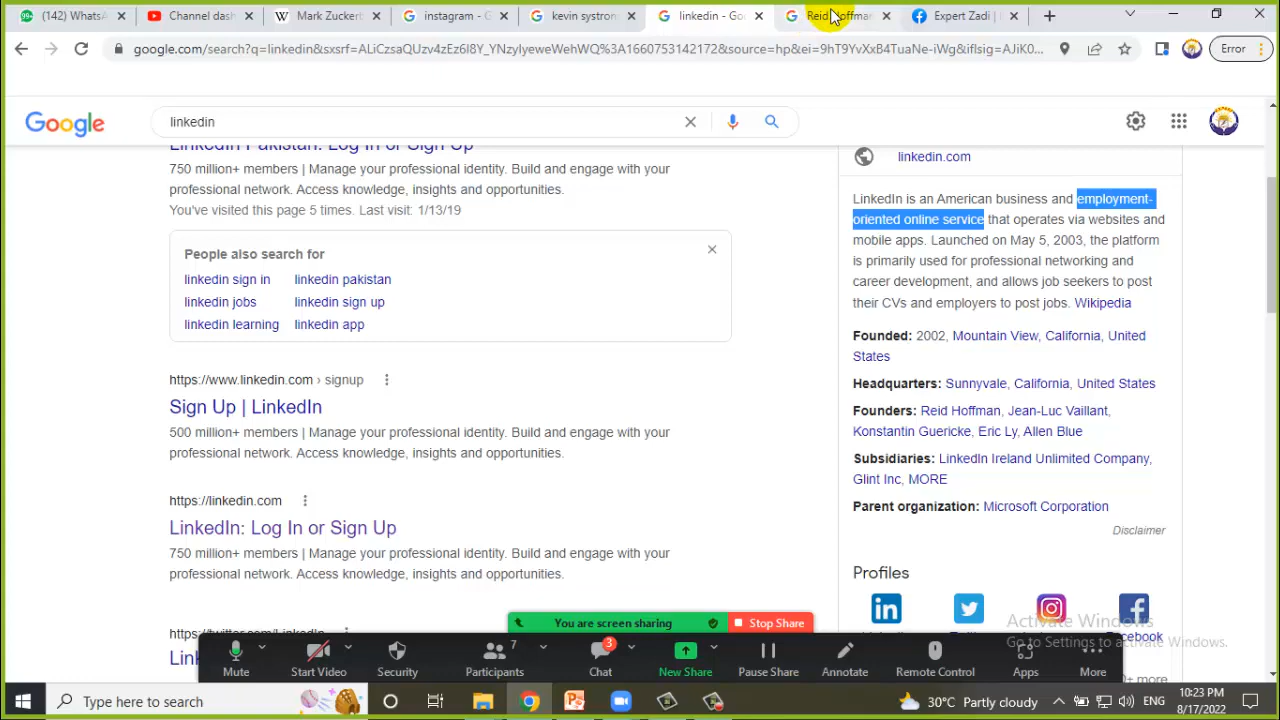 (142) WhatsA
Channel dash
Mark Zuckerb
instagram - G
kevin systrom
linkedin - Goo
Reid Hoffman
Expert Zadi |
google.com/search?q=linkedin&sxsrf=ALiCzsaQUzv4zEz6I8Y_YNzyIyeweWehWQ%3A1660753142172&source=hp&ei=9hT9YvXxB4TuaNe-iWg&iflsig=AJiK0...
Error
Google
linkedin
LinkedIn Pakistan: Log In or Sign Up
750 million+ members | Manage your professional identity. Build and engage with your
professional network. Access knowledge, insights and opportunities.
You've visited this page 5 times. Last visit: 1/13/19
People also search for
linkedin sign in
linkedin pakistan
linkedin jobs
linkedin sign up
linkedin learning
linkedin app
https://www.linkedin.com › signup
Sign Up | LinkedIn
500 million+ members | Manage your professional identity. Build and engage with your
professional network. Access knowledge, insights and opportunities.
https://linkedin.com
LinkedIn: Log In or Sign Up
750 million+ members | Manage your professional identity. Build and engage with your
professional network. Access knowledge, insights and opportunities.
https://twitter.com/LinkedIn
Link
linkedin.com
LinkedIn is an American business and employment-
oriented online service that operates via websites and
mobile apps. Launched on May 5, 2003, the platform
is primarily used for professional networking and
career development, and allows job seekers to post
their CVs and employers to post jobs. Wikipedia
Founded: 2002, Mountain View, California, United
States
Headquarters: Sunnyvale, California, United States
Founders: Reid Hoffman, Jean-Luc Vaillant,
Konstantin Guericke, Eric Ly, Allen Blue
Subsidiaries: LinkedIn Ireland Unlimited Company,
Glint Inc, MORE
Parent organization: Microsoft Corporation
Disclaimer
Profiles
Facebook
+ more
Activate Windows
Go to Settings to activate Windows.
You are screen sharing
Stop Share
Mute
Start Video
Security
7
Participants
3
Chat
New Share
Pause Share
Annotate
Remote Control
Apps
More
Type here to search
30°C Partly cloudy
ENG
10:23 PM
8/17/2022